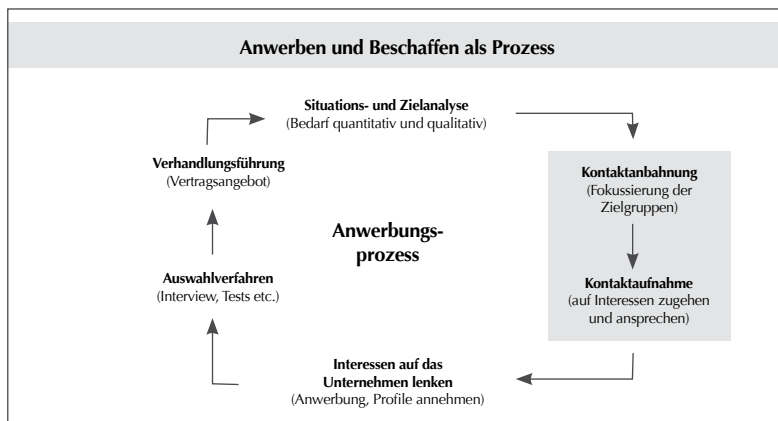 Anwerben und Beschaffen als Prozess
Situations- und Zielanalyse
(Bedarf quantitativ und qualitativ)
Kontaktanbahnung
(Fokussierung der
Zielgruppen)
Kontaktaufnahme
(auf Interessen zugehen
und ansprechen)
Interessen auf das
Unternehmen lenken
(Anwerbung, Profile annehmen)
Auswahlverfahren
(Interview, Tests etc.)
Verhandlungsführung
(Vertragsangebot)
Anwerbungs-
prozess